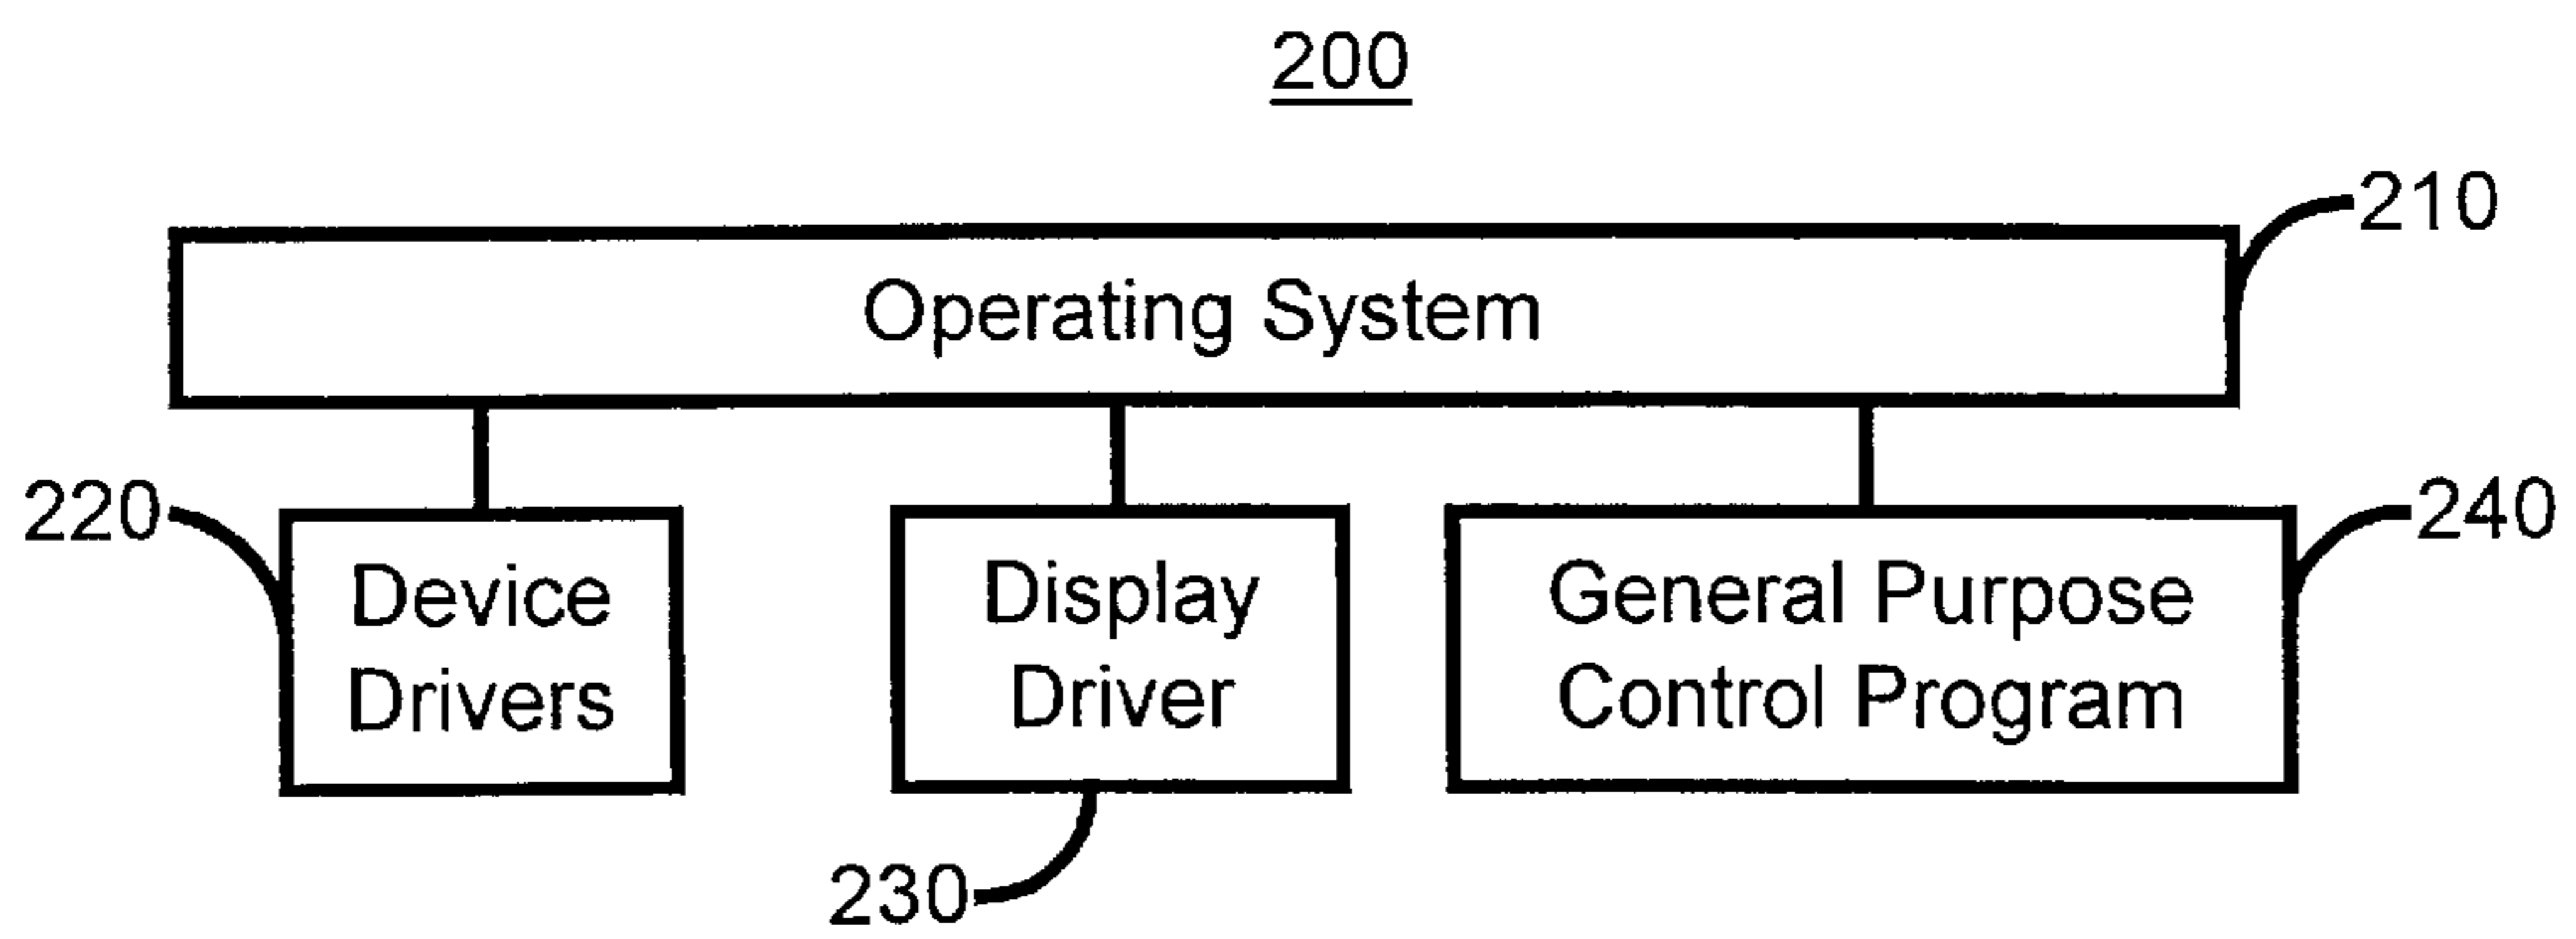 200
210
Operating System
220
240
Device
Drivers
Display
Driver
General Purpose
Control Program
230